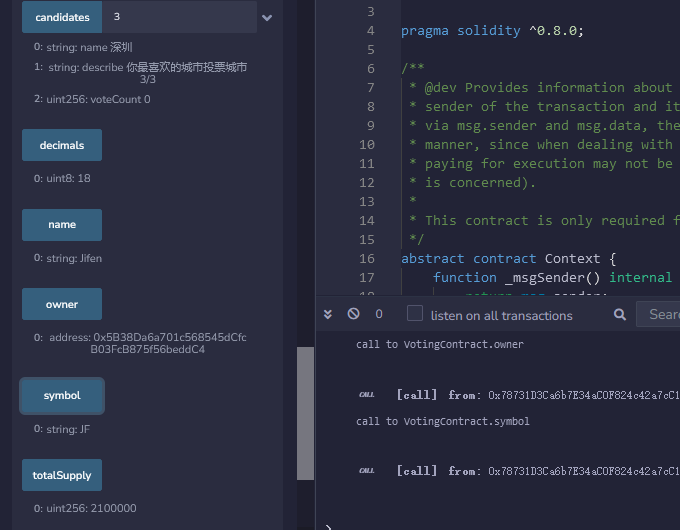 candidates 3
0: string: name 深圳
1: string: describe 你最喜欢的城市投票城市
3/3
2: uint256: voteCount 0
decimals
0: uint8: 18
name
0: string: Jifen
owner
0: address: 0x5B38Da6a701c568545dCfc
B03FcB875f56beddC4
symbol
0: string: JF
totalSupply
0: uint256: 2100000
3
4 pragma solidity ^0.8.0;
5
6 /**
7 * @dev Provides information about
8 * sender of the transaction and it
9 * via msg.sender and msg.data, the
10 * manner, since when dealing with
11 * paying for execution may not be
12 * is concerned).
13 *
14 * This contract is only required f
15 */
16 abstract contract Context {
17 function _msgSender() internal
18 return msg.sender;
0 listen on all transactions Sear
call to VotingContract.owner
CALL [call] from: 0x78731D3Ca6b7E34aC0F824c42a7cC1
call to VotingContract.symbol
CALL [call] from: 0x78731D3Ca6b7E34aC0F824c42a7cC1
>